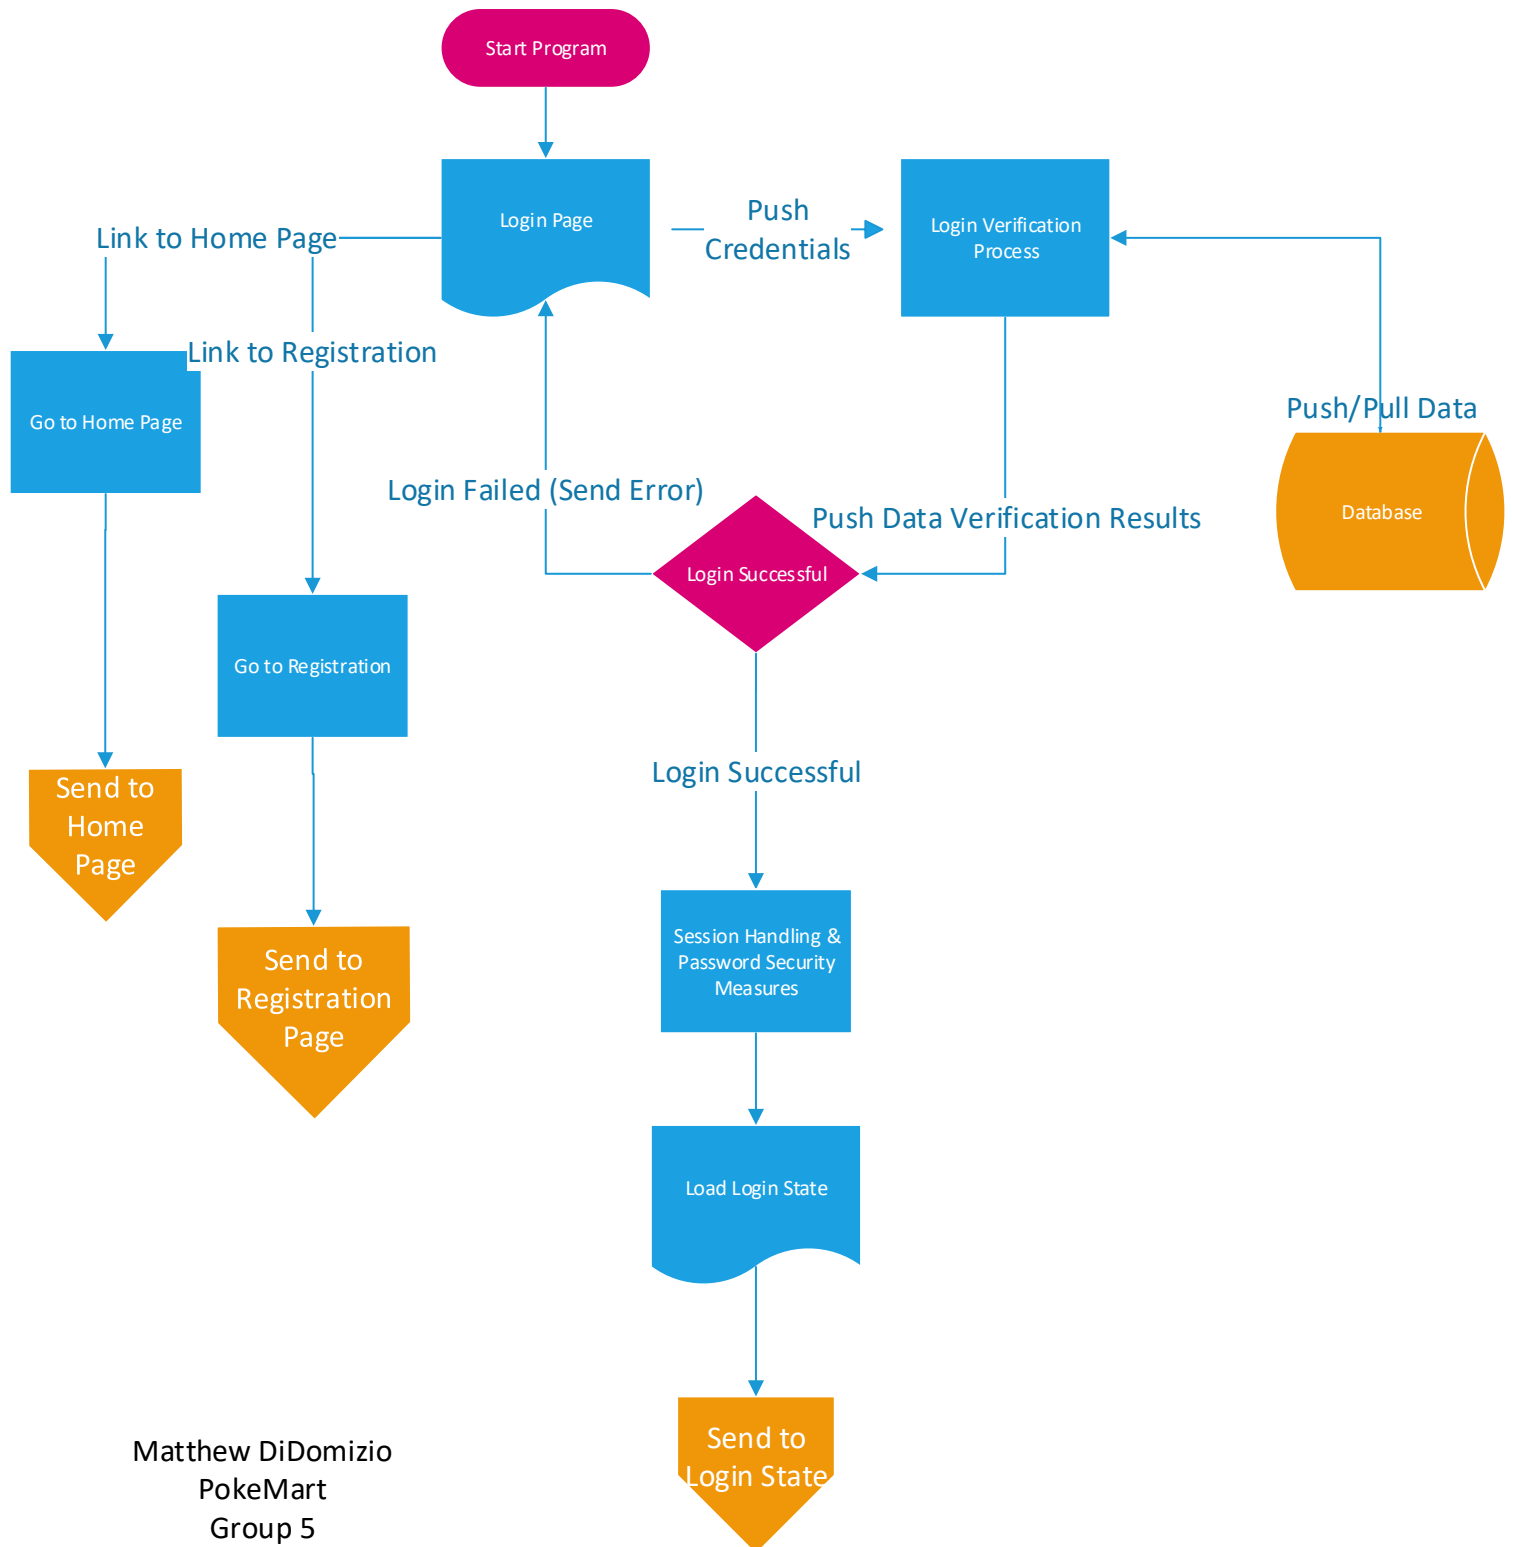 Start Program
Login Page
Push
Credentials
Login Verification
Process
Link to Home Page
Link to Registration
Go to Home Page
Push/Pull Data
Login Failed (Send Error)
Push Data Verification Results
Database
Login Successful
Go to Registration
Login Successful
Send to
Home
Page
Session Handling &
Password Security
Measures
Send to
Registration
Page
Load Login State
Send to
Login State
Matthew DiDomizio
PokeMart
Group 5